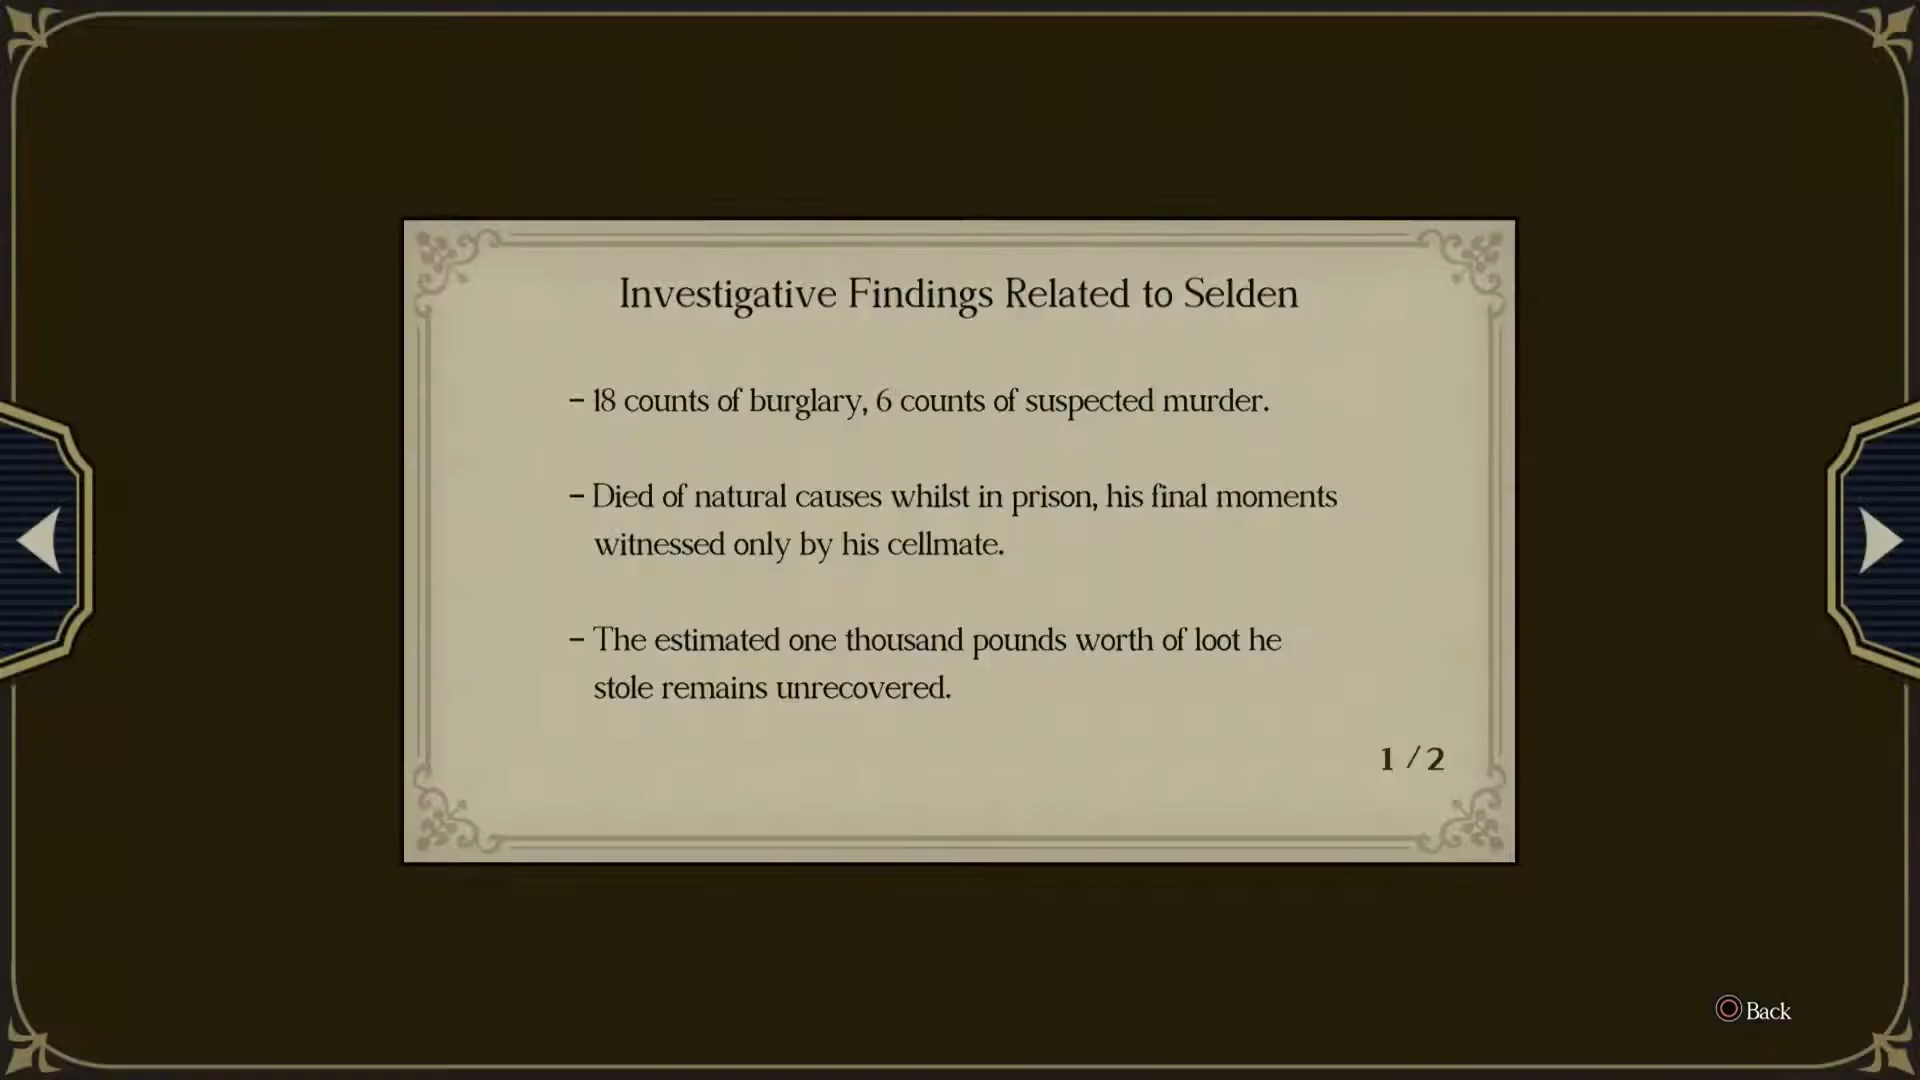 Investigative Findings Related to Selden
- 18 counts of burglary, 6 counts of suspected murder.
- Died of natural causes whilst in prison, his final moments
witnessed only by his cellmate.
- The estimated one thousand pounds worth of loot he
stole remains unrecovered.
1 / 2
Back